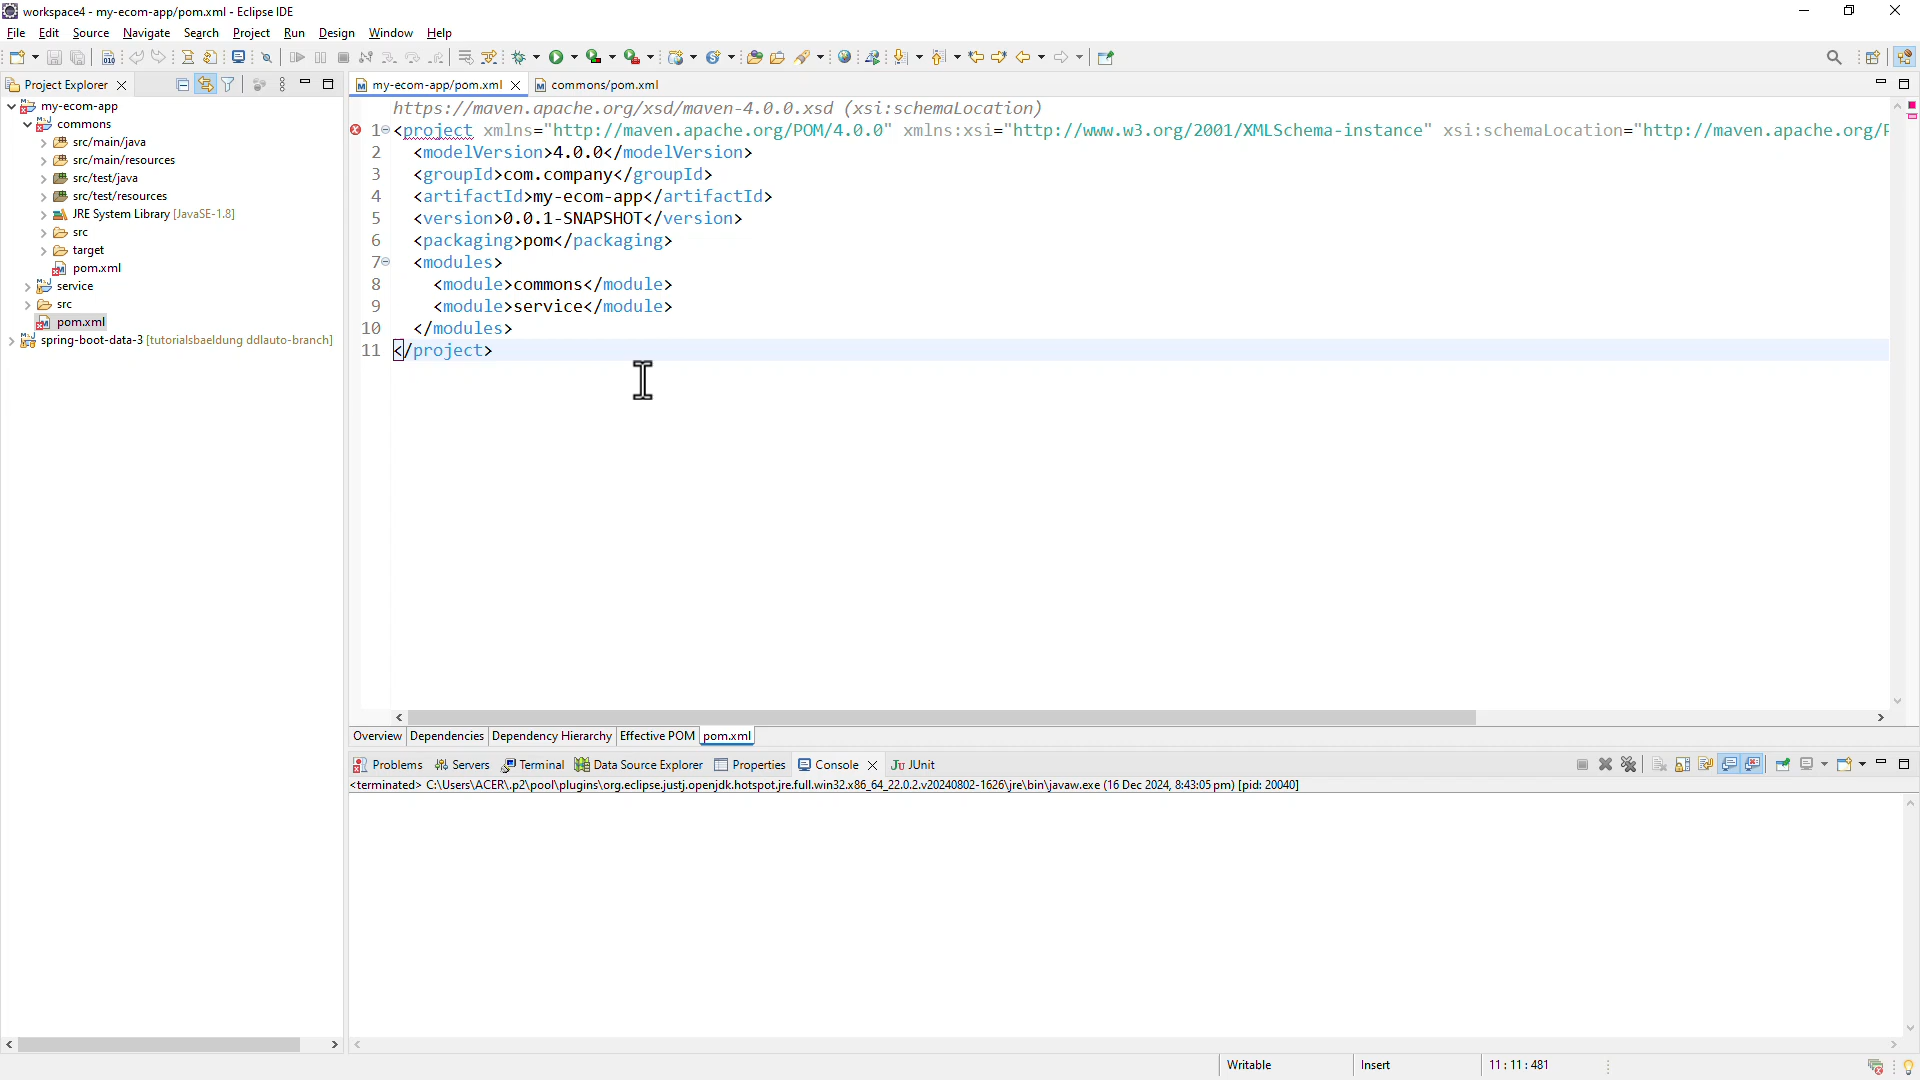 workspace4 - my-ecom-app/pom.xml - Eclipse IDE
File Edit Source Navigate Search Project Run Design Window Help
Project Explorer
my-ecom-app/pom.xml
commons/pom.xml
my-ecom-app
commons
src/main/java
src/main/resources
src/test/java
src/test/resources
JRE System Library [JavaSE-1.8]
src
target
pom.xml
service
src
pom.xml
spring-boot-data-3 [tutorialsbaeldung ddlauto-branch]
https://maven.apache.org/xsd/maven-4.0.0.xsd (xsi:schemaLocation)
1 <project xmlns="http://maven.apache.org/POM/4.0.0" xmlns:xsi="http://www.w3.org/2001/XMLSchema-instance" xsi:schemaLocation="http://maven.apache.org/P
2 <modelVersion>4.0.0</modelVersion>
3 <groupId>com.company</groupId>
4 <artifactId>my-ecom-app</artifactId>
5 <version>0.0.1-SNAPSHOT</version>
6 <packaging>pom</packaging>
7 <modules>
8 <module>commons</module>
9 <module>service</module>
10 </modules>
11 </project>
Overview Dependencies Dependency Hierarchy Effective POM pom.xml
Problems Servers Terminal Data Source Explorer Properties Console Ju JUnit
<terminated> C:\Users\ACER\.p2\pool\plugins\org.eclipse.justj.openjdk.hotspot.jre.full.win32.x86_64_22.0.2.v20240802-1626\jre\bin\javaw.exe (16 Dec 2024, 8:43:05 pm) [pid: 20040]
Writable Insert 11 : 11 : 481